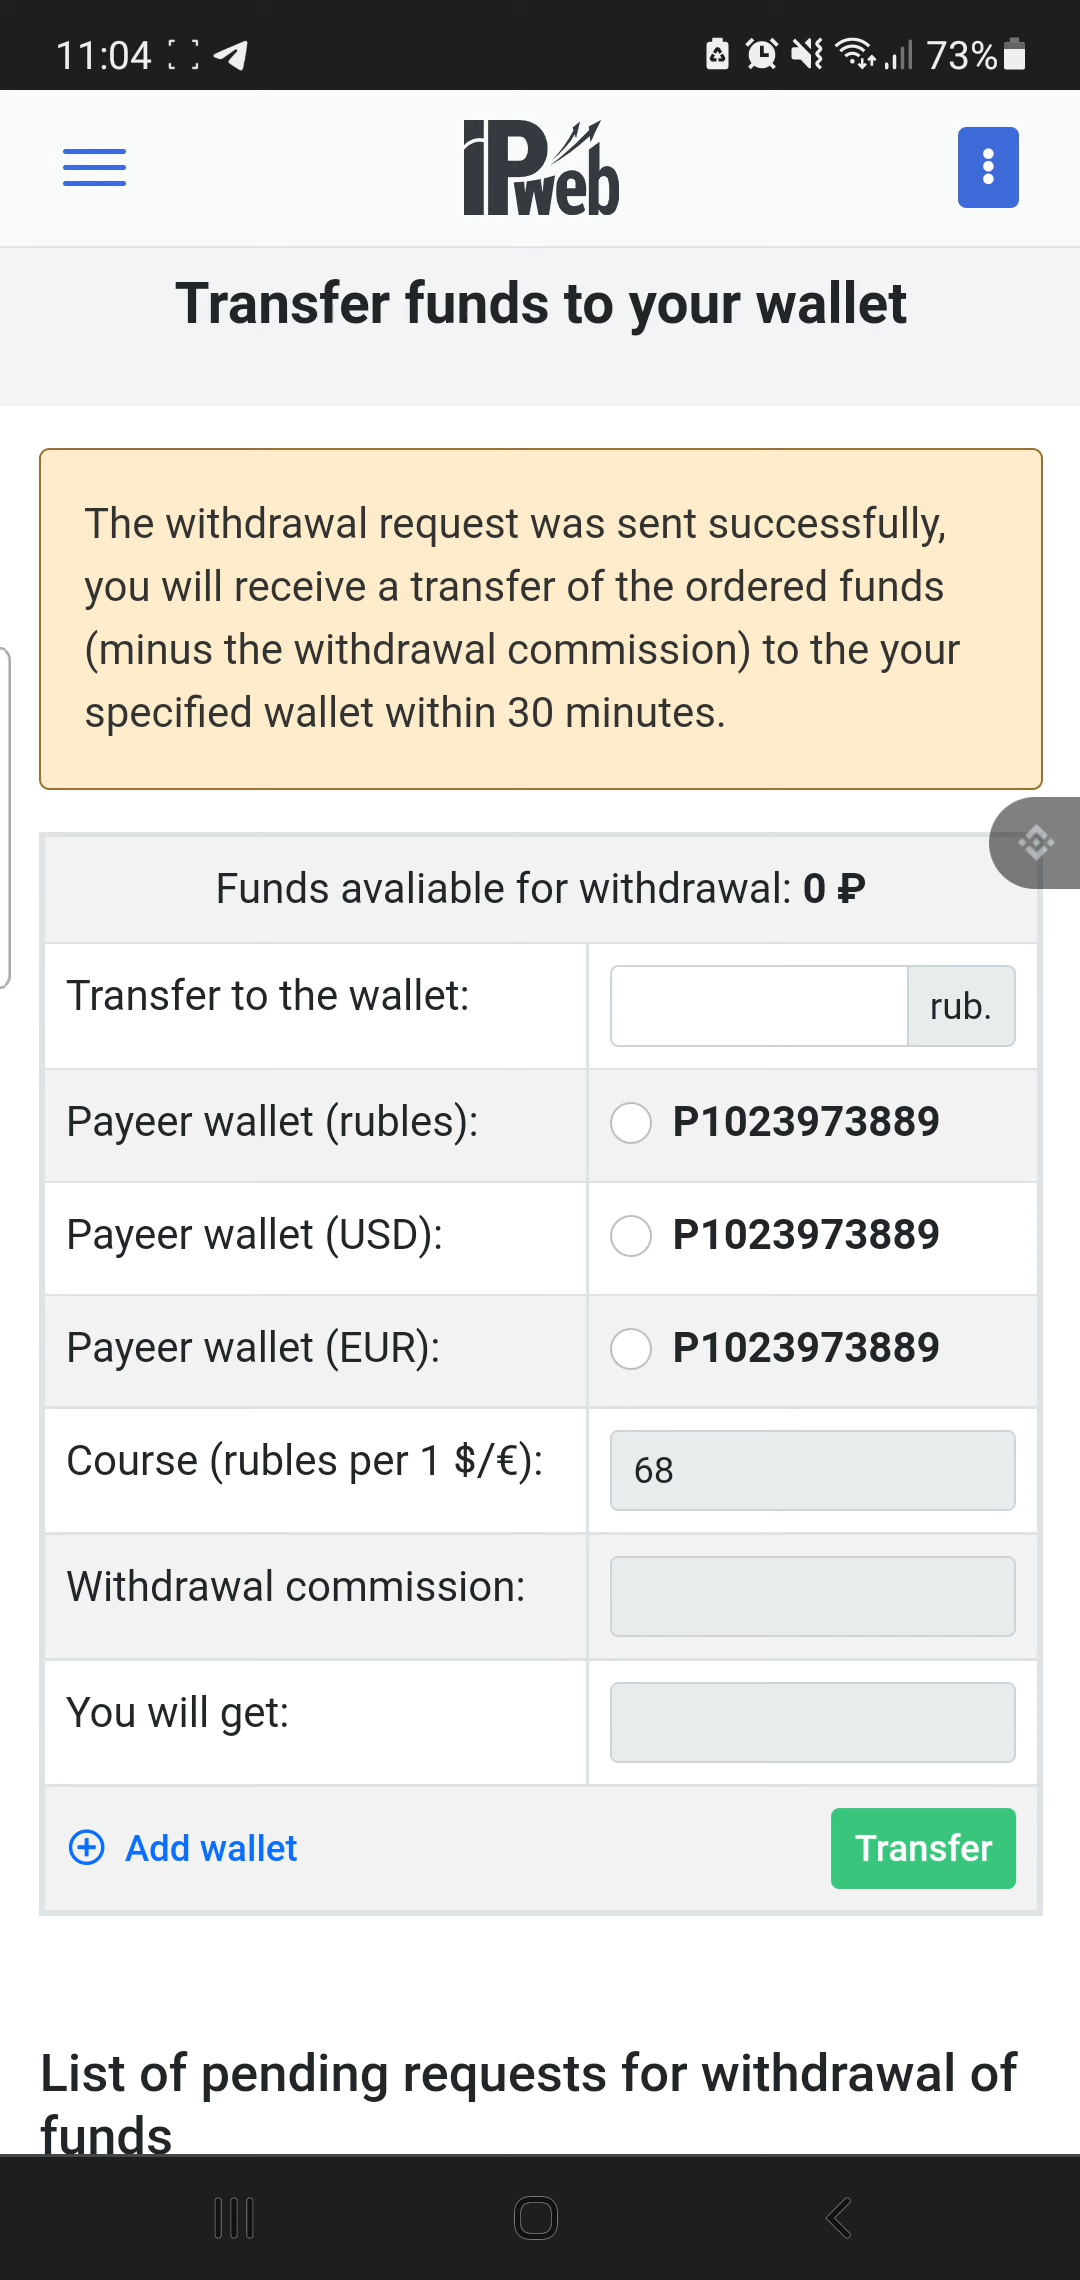 11:04
73%
iPweb
Transfer funds to your wallet
The withdrawal request was sent successfully,
you will receive a transfer of the ordered funds
(minus the withdrawal commission) to the your
specified wallet within 30 minutes.
Funds avaliable for withdrawal: 0 ₽
Transfer to the wallet:
rub.
Payeer wallet (rubles):
P1023973889
Payeer wallet (USD):
P1023973889
Payeer wallet (EUR):
P1023973889
Course (rubles per 1 $/€):
68
Withdrawal commission:
You will get:
Add wallet
Transfer
List of pending requests for withdrawal of
funds